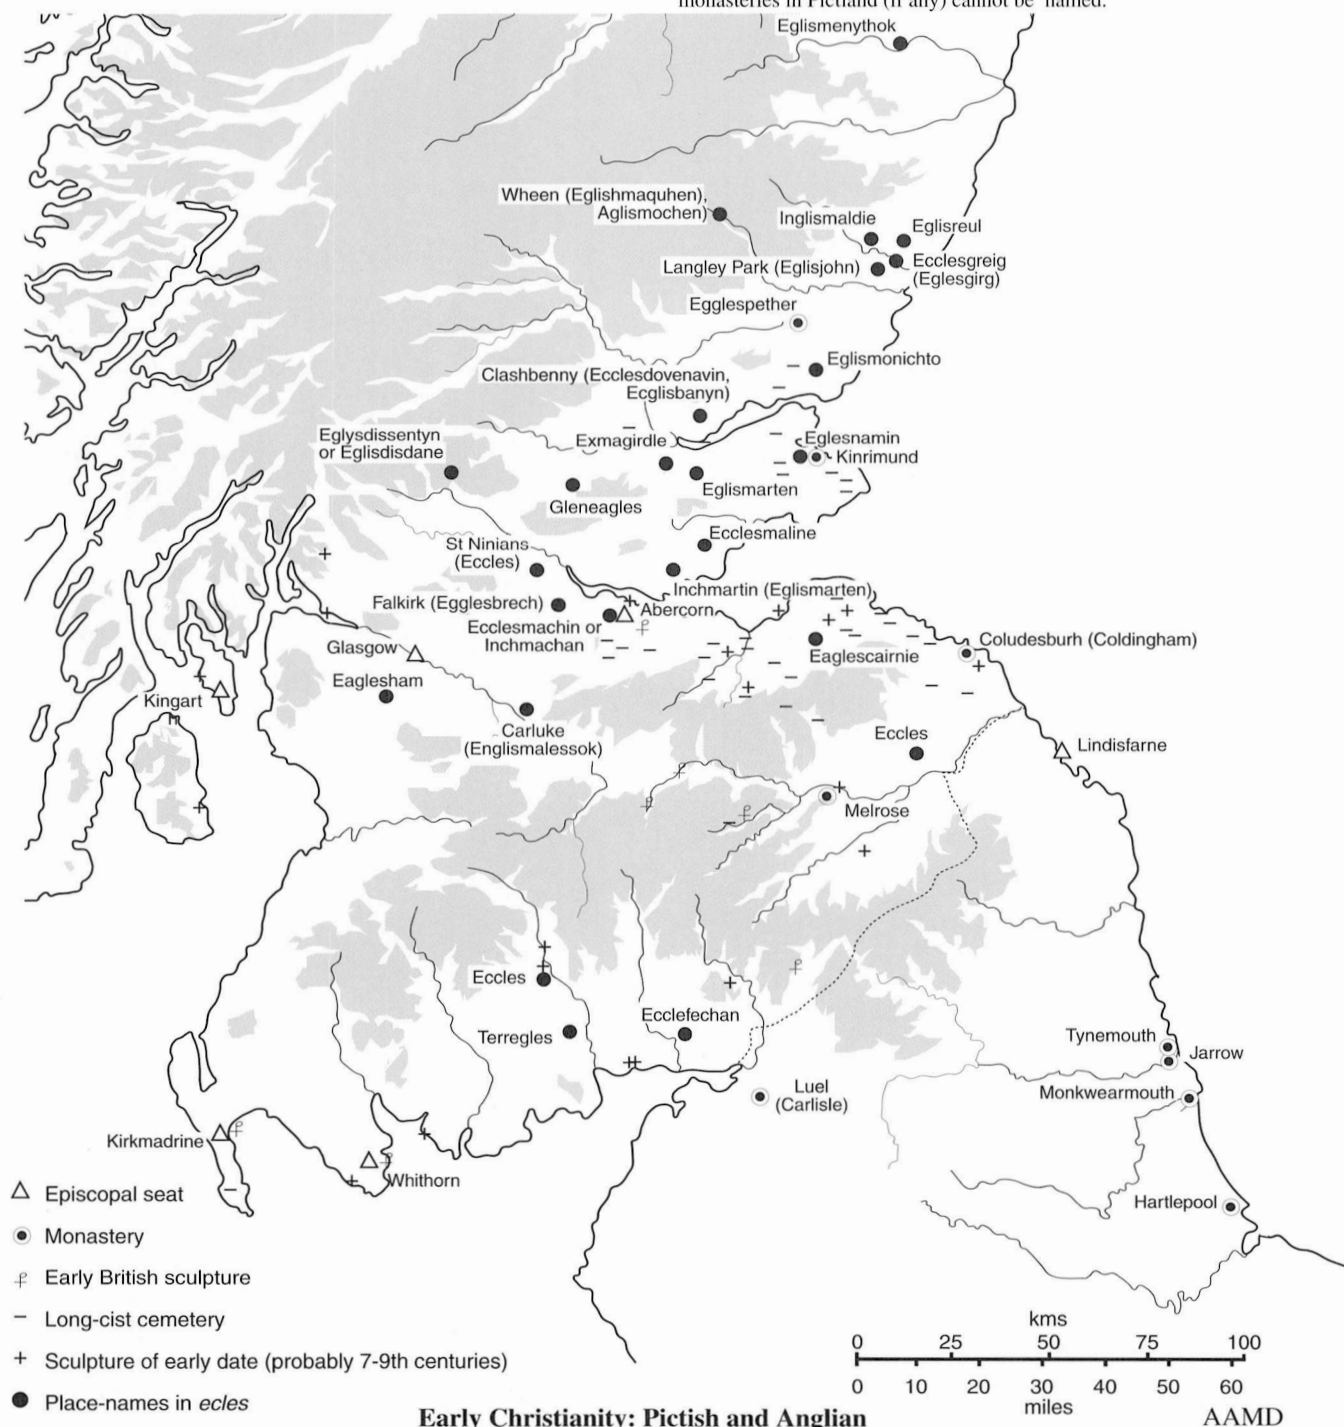 monasteries in Pictland (if any) cannot be named.
Eglismenythok
Wheen (Eglishmaquhen),
Aglismochen)
Inglismaldie
Eglisreul
Ecclesgreig
(Eglesgirg)
Langley Park (Eglisjohn)
Egglespether
Eglismonichto
Clashbenny (Ecclesdovenavin,
Ecglisbanyn)
Eglysdissentyn
or Eglisdisdane
Exmagirdle
Eglesnamin
Kinrimund
Eglismarten
Gleneagles
Ecclesmaline
St Ninians
(Eccles)
Inchmartin (Eglismarten)
Falkirk (Egglesbrech)
Abercorn
Ecclesmachin or
Inchmachan
Coludesburh (Coldingham)
Glasgow
Eaglescairnie
Eaglesham
Kingart
Carluke
(Englismalessok)
Eccles
Lindisfarne
Melrose
Eccles
Ecclefechan
Terregles
Tynemouth
Jarrow
Luel
(Carlisle)
Monkwearmouth
Kirkmadrine
Whithorn
Hartlepool
Episcopal seat
Monastery
Early British sculpture
Long-cist cemetery
Sculpture of early date (probably 7-9th centuries)
Place-names in ecles
kms
0 25 50 75 100
0 10 20 30 40 50 60
miles
Early Christianity: Pictish and Anglian
AAMD